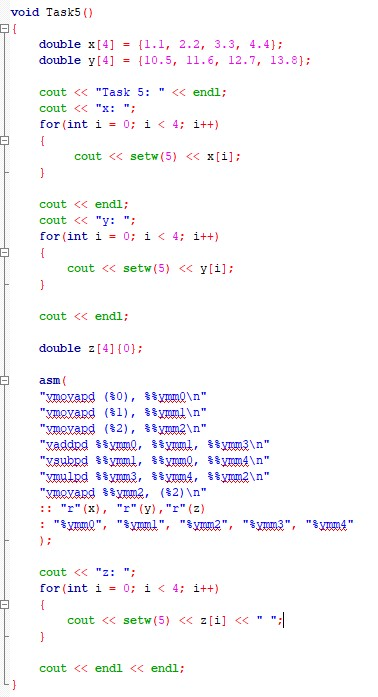 void Task5()
{
double x[4] = {1.1, 2.2, 3.3, 4.4};
double y[4] = {10.5, 11.6, 12.7, 13.8};
cout << "Task 5: " << endl;
cout << "x: ";
for(int i = 0; i < 4; i++)
{
cout << setw(5) << x[i];
}
cout << endl;
cout << "y: ";
for(int i = 0; i < 4; i++)
{
cout << setw(5) << y[i];
}
cout << endl;
double z[4]{0};
asm(
"vmovapd (%0), %%ymm0\n"
"vmovapd (%1), %%ymm1\n"
"vmovapd (%2), %%ymm2\n"
"vaddpd %%ymm0, %%ymm1, %%ymm3\n"
"vsubpd %%ymm1, %%ymm0, %%ymm4\n"
"vmulpd %%ymm3, %%ymm4, %%ymm2\n"
"vmovapd %%ymm2, (%2)\n"
:: "r"(x), "r"(y),"r"(z)
: "%ymm0", "%ymm1", "%ymm2", "%ymm3", "%ymm4"
);
cout << "z: ";
for(int i = 0; i < 4; i++)
{
cout << setw(5) << z[i] << " ";
}
cout << endl << endl;
}